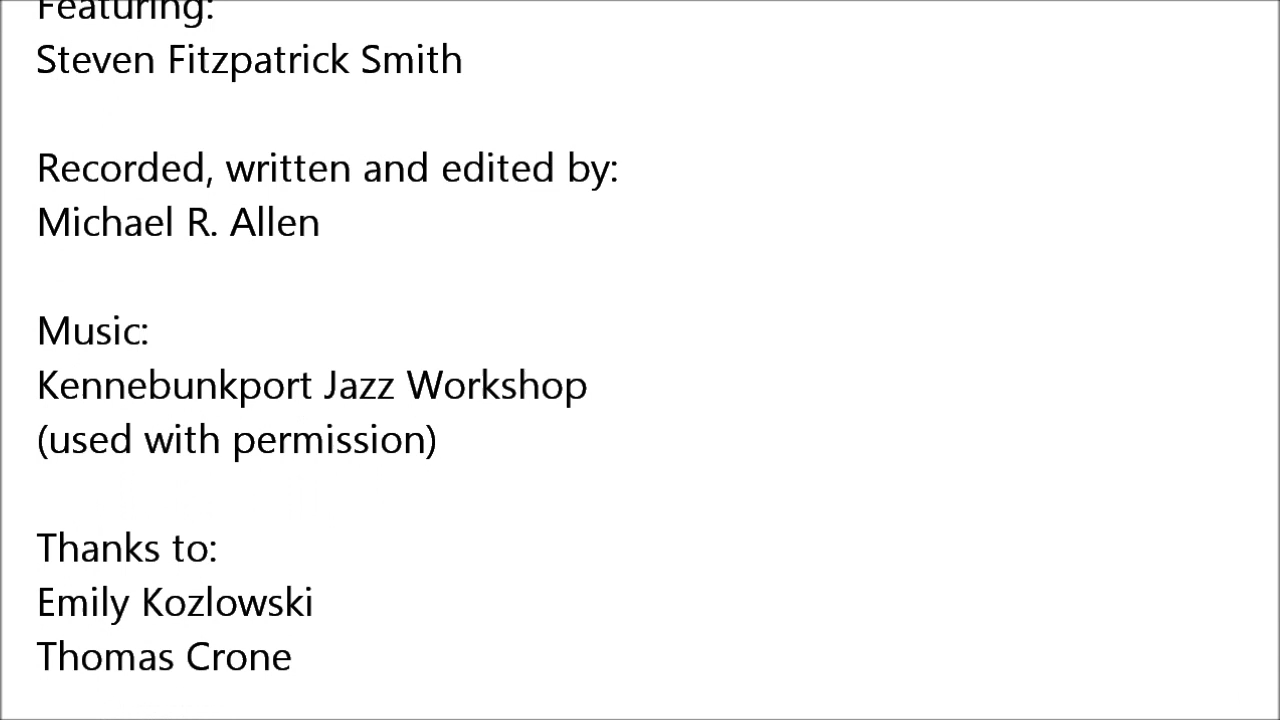 Featuring:
Steven Fitzpatrick Smith
Recorded, written and edited by:
Michael R. Allen
Music:
Kennebunkport Jazz Workshop
(used with permission)
Thanks to:
Emily Kozlowski
Thomas Crone